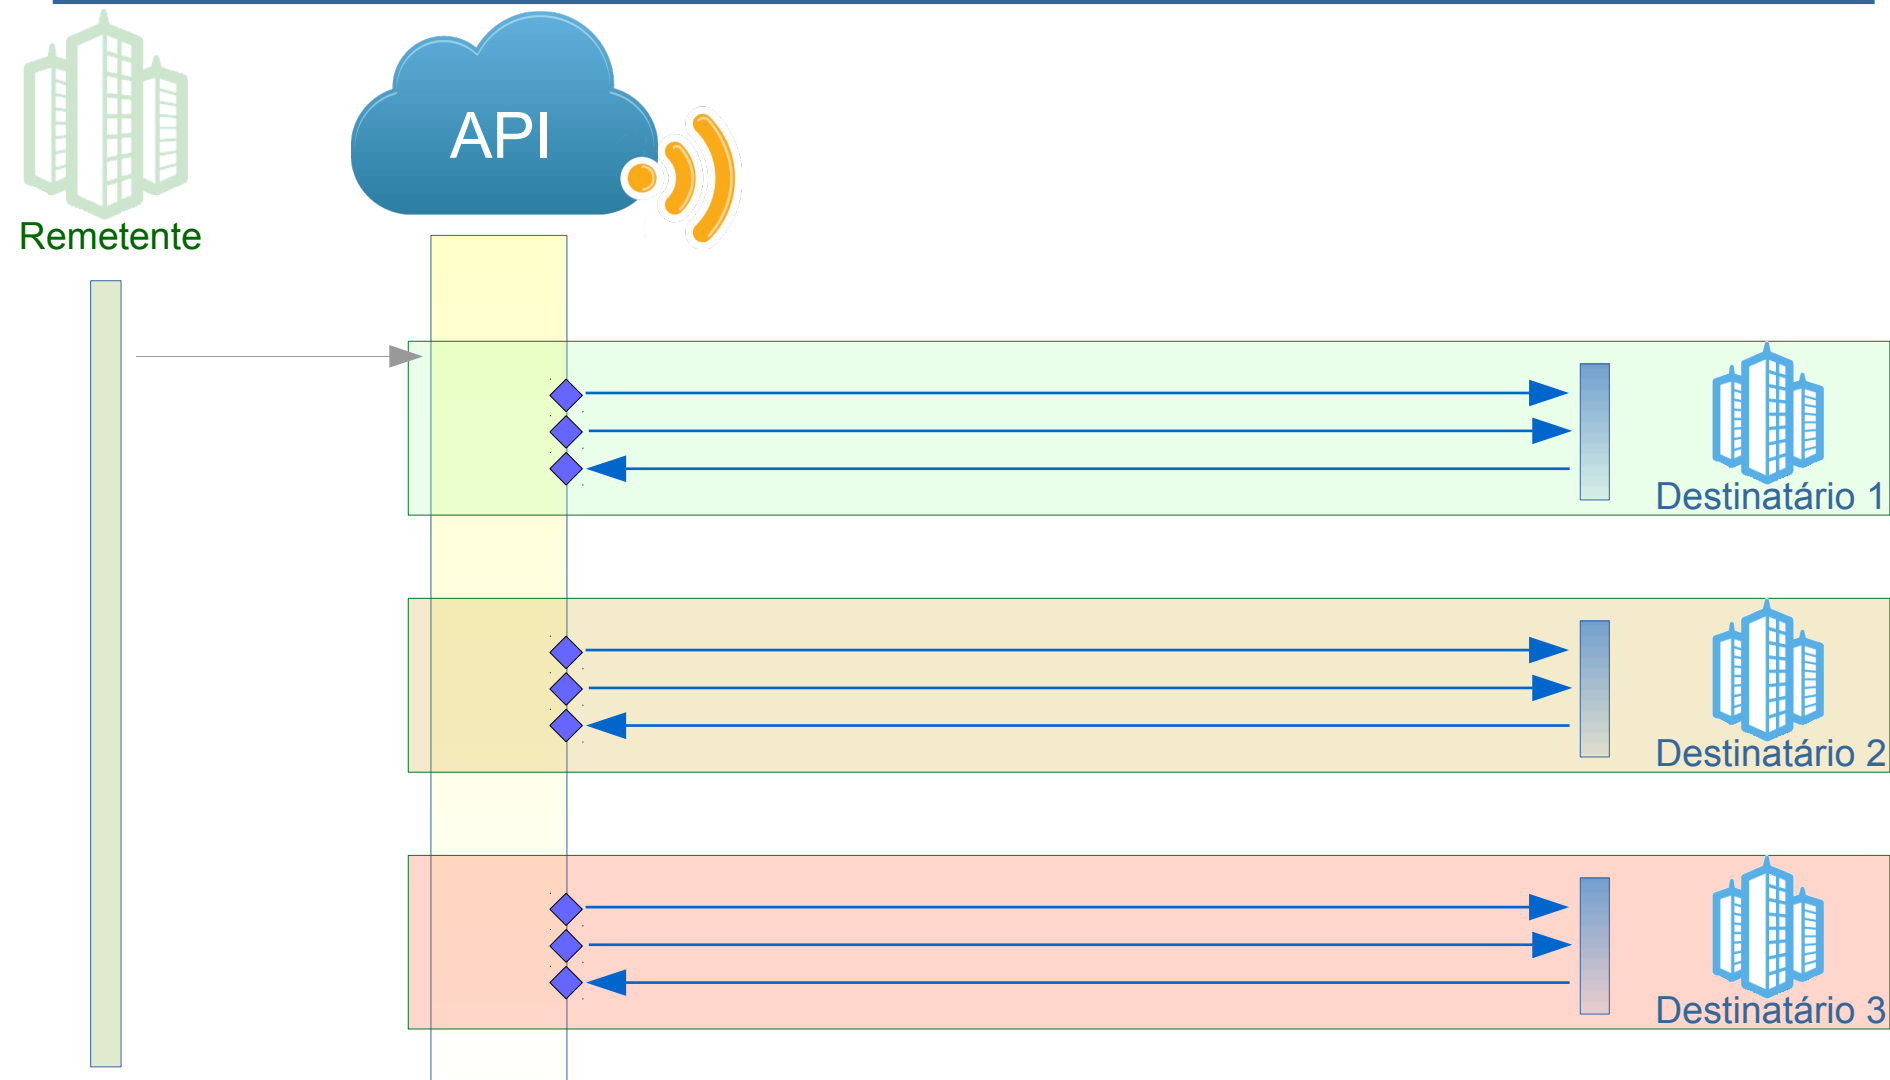 API
Remetente
Destinatário 1
Destinatário 2
Destinatário 3